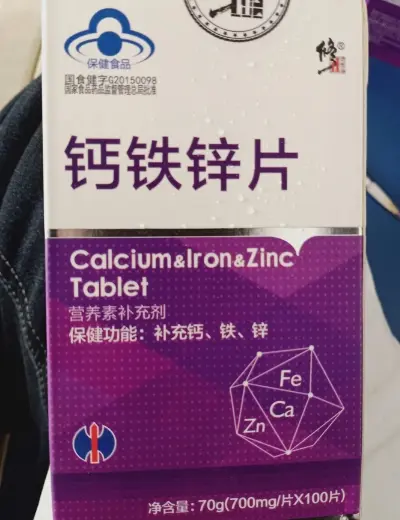 保健食品
国食健字G20150098
国家食品药品监督管理总局批准
修
钙铁锌片
Calcium&Iron&Zinc
Tablet
营养素补充剂
保健功能：补充钙、铁、锌
Fe
Ca
Zn
净含量：70g(700mg/片X100片)